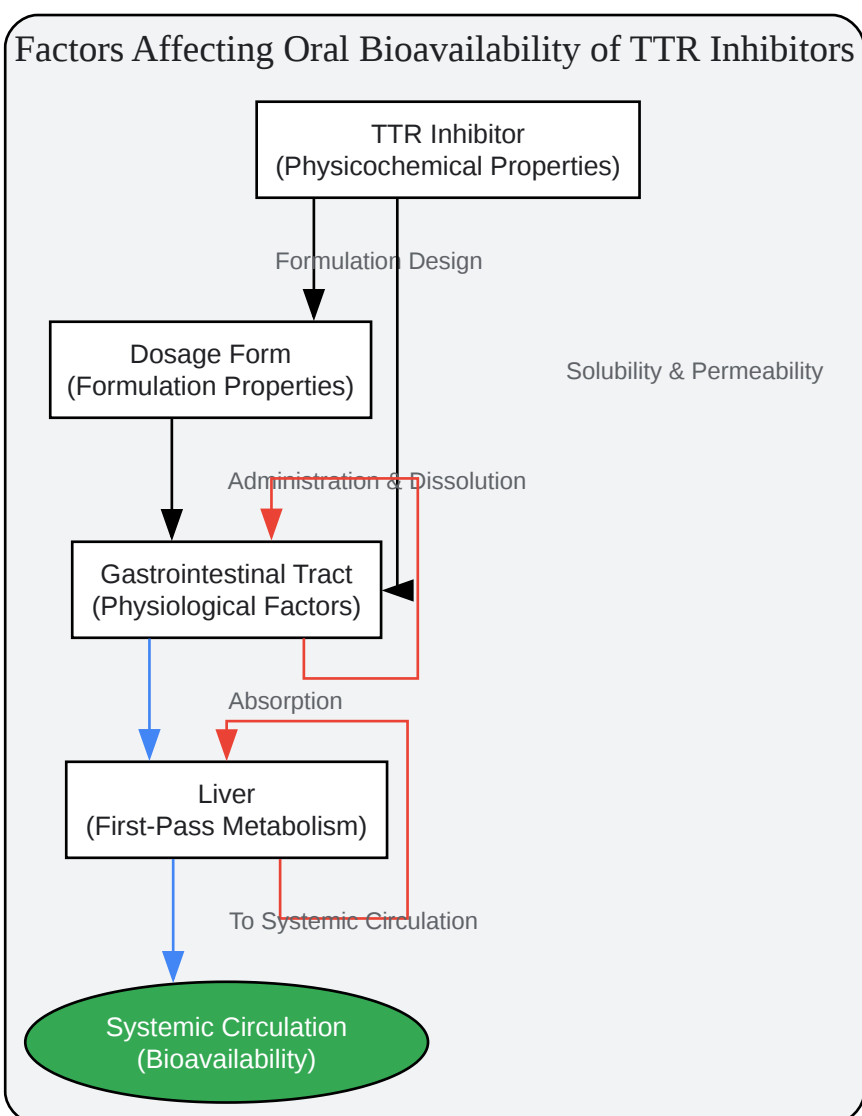 Factors Affecting Oral Bioavailability of TTR Inhibitors
TTR Inhibitor
(Physicochemical Properties)
Formulation Design
Dosage Form
(Formulation Properties)
Solubility & Permeability
Administration & Dissolution
Gastrointestinal Tract
(Physiological Factors)
Absorption
Liver
(First-Pass Metabolism)
To Systemic Circulation
Systemic Circulation
(Bioavailability)